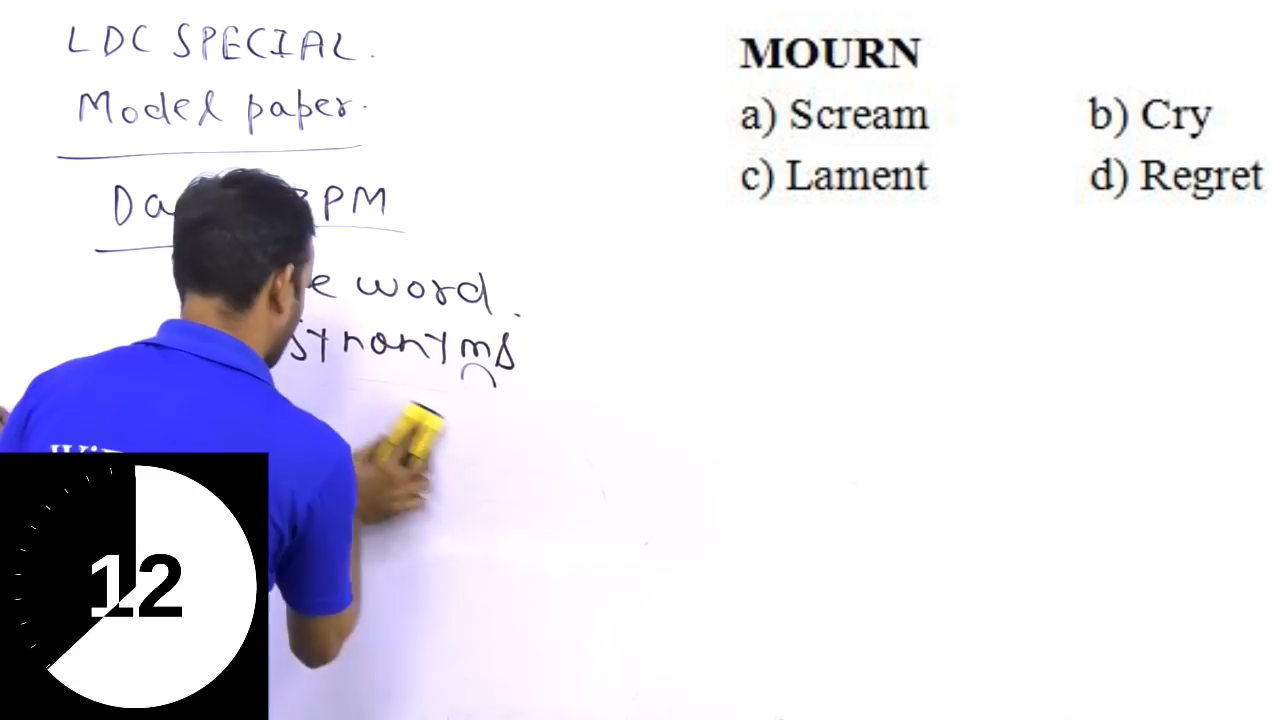 LDC SPECIAL.
Model paper.
PM
word.
synonyms
12
MOURN
a) Scream b) Cry
c) Lament d) Regret